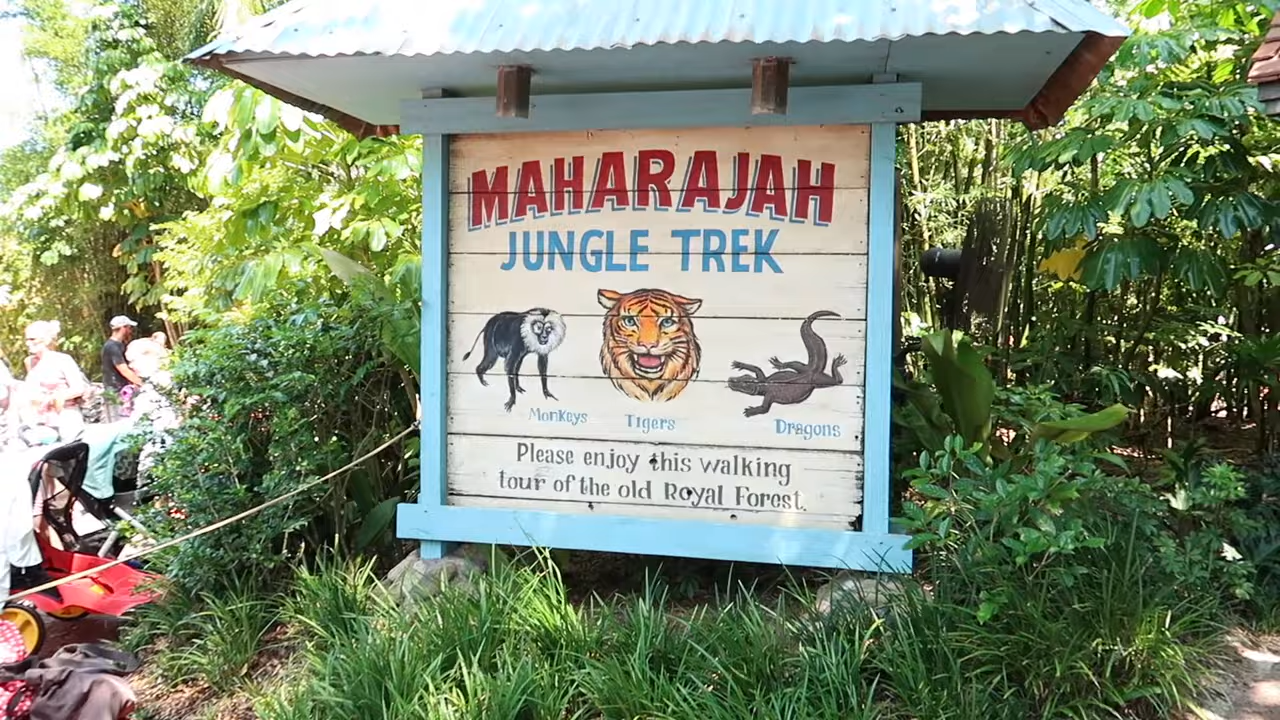 MAHARAJAH
JUNGLE TREK
Monkeys Tigers Dragons
Please enjoy this walking
tour of the old Royal Forest.